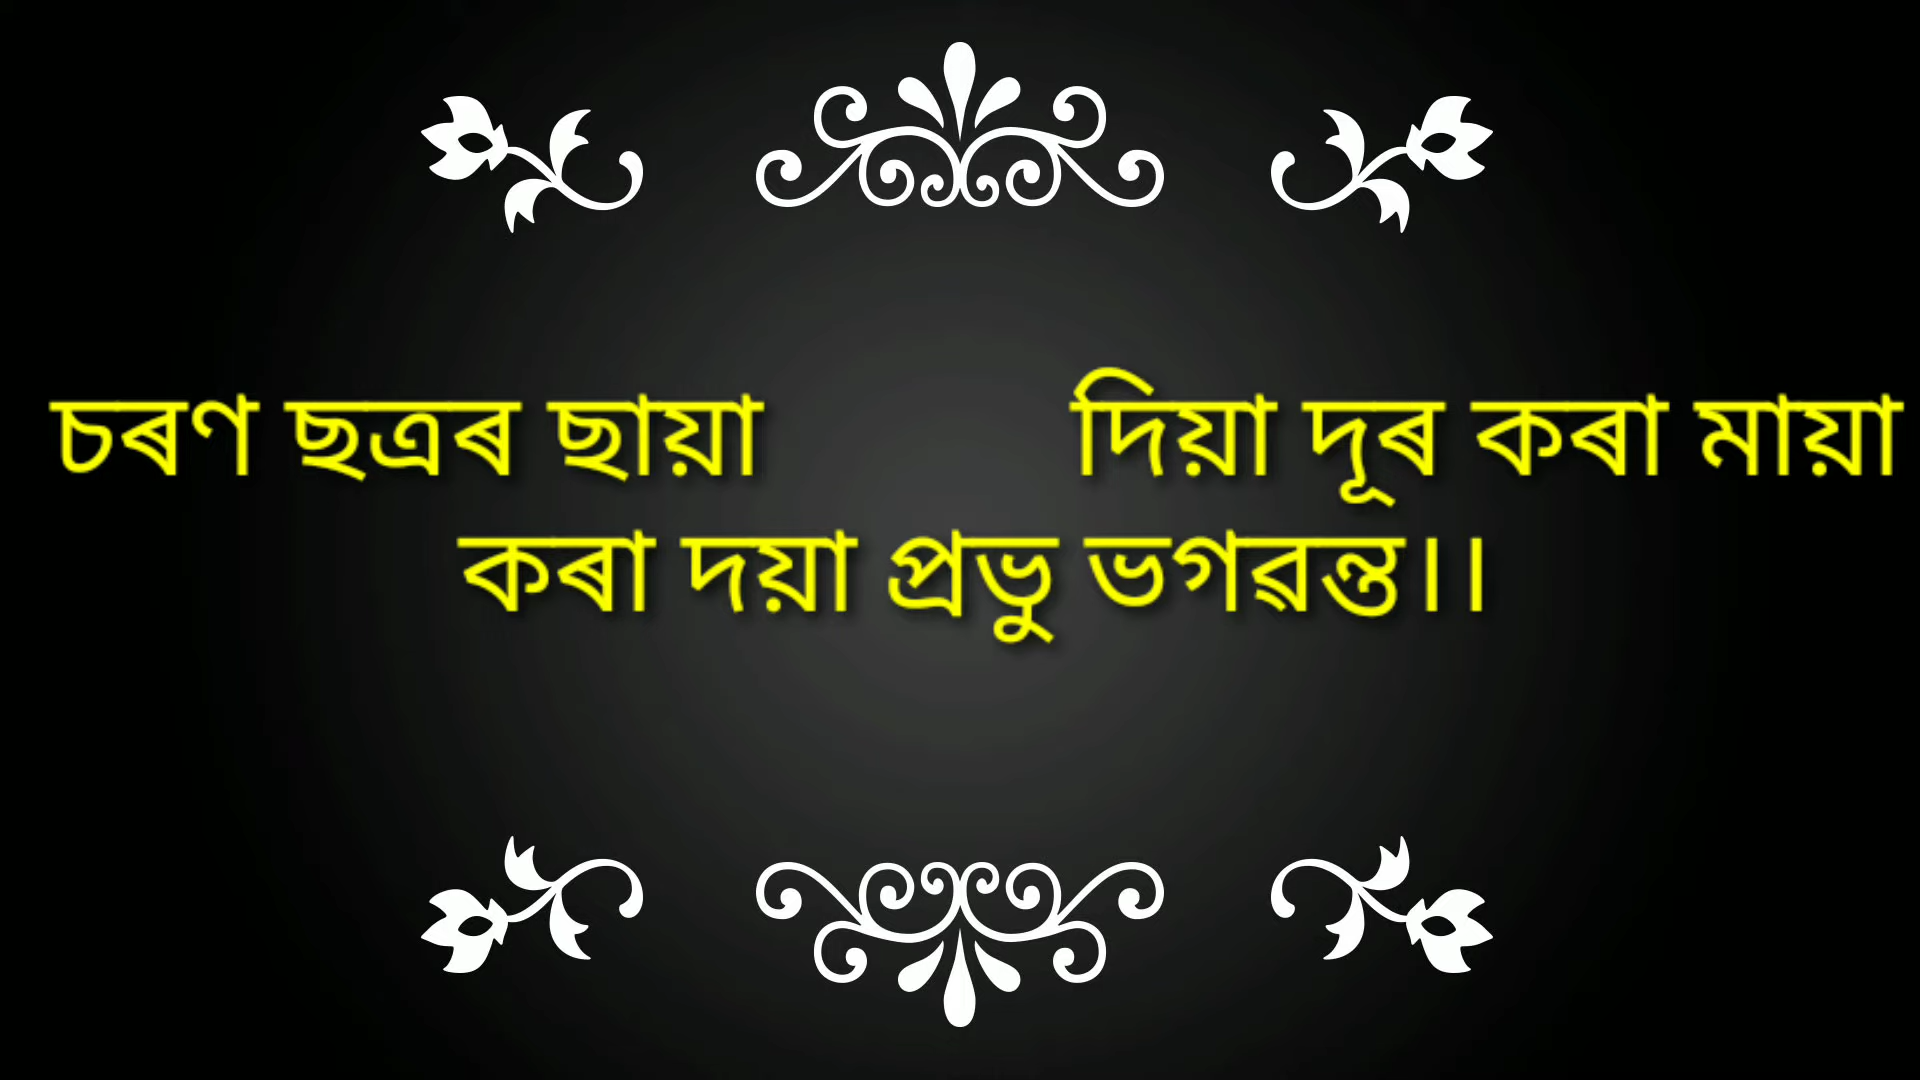 চৰণ ছত্ৰৰ ছায়া দিয়া দূৰ কৰা মায়া
কৰা দয়া প্ৰভু ভগৱন্ত।।